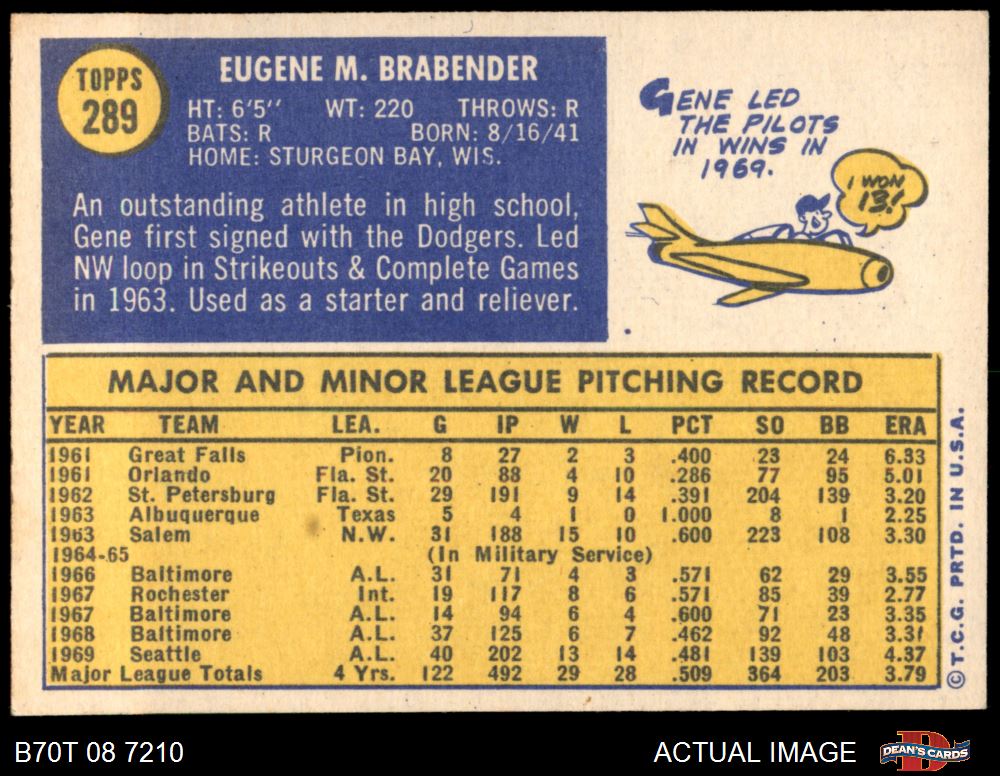 TOPPS
289
EUGENE M. BRABENDER
HT: 6'5'' WT: 220 THROWS: R
BATS: R BORN: 8/16/41
HOME: STURGEON BAY, WIS.
An outstanding athlete in high school,
Gene first signed with the Dodgers. Led
NW loop in Strikeouts & Complete Games
in 1963. Used as a starter and reliever.
GENE LED
THE PILOTS
IN WINS IN
1969.
I WON
13!
MAJOR AND MINOR LEAGUE PITCHING RECORD
YEAR TEAM LEA. G IP W L PCT SO BB ERA
1961 Great Falls Pion. 8 27 2 3 .400 23 24 6.33
1961 Orlando Fla. St. 20 88 4 10 .286 77 95 5.01
1962 St. Petersburg Fla. St. 29 191 9 14 .391 204 139 3.20
1963 Albuquerque Texas 5 4 1 0 1.000 8 1 2.25
1963 Salem N.W. 31 188 15 10 .600 223 108 3.30
1964-65 (In Military Service)
1966 Baltimore A.L. 31 71 4 3 .571 62 29 3.55
1967 Rochester Int. 19 117 8 6 .571 85 39 2.77
1967 Baltimore A.L. 14 94 6 4 .600 71 23 3.35
1968 Baltimore A.L. 37 125 6 7 .462 92 48 3.31
1969 Seattle A.L. 40 202 13 14 .481 139 103 4.37
Major League Totals 4 Yrs. 122 492 29 28 .509 364 203 3.79
© T.C.G. PRTD. IN U.S.A.
B70T 08 7210
ACTUAL IMAGE
D
DEAN'S CARDS